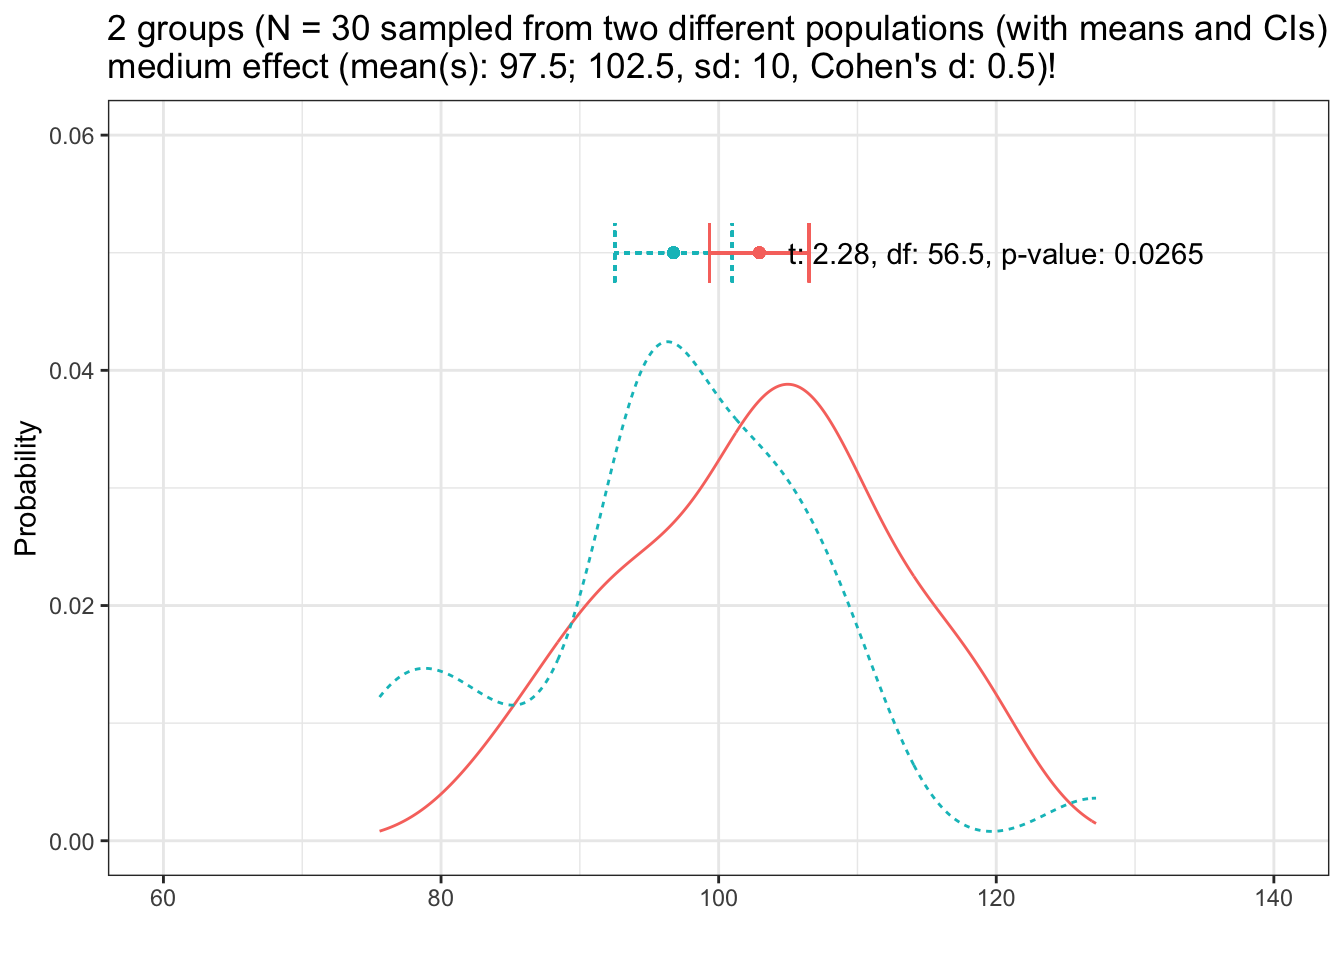 2 groups (N = 30 sampled from two different populations (with means and CIs)
medium effect (mean(s): 97.5; 102.5, sd: 10, Cohen's d: 0.5)!
0.06
t: 2.28, df: 56.5, p-value: 0.0265
0.04
Probability
0.02
0.00
60 80 100 120 140